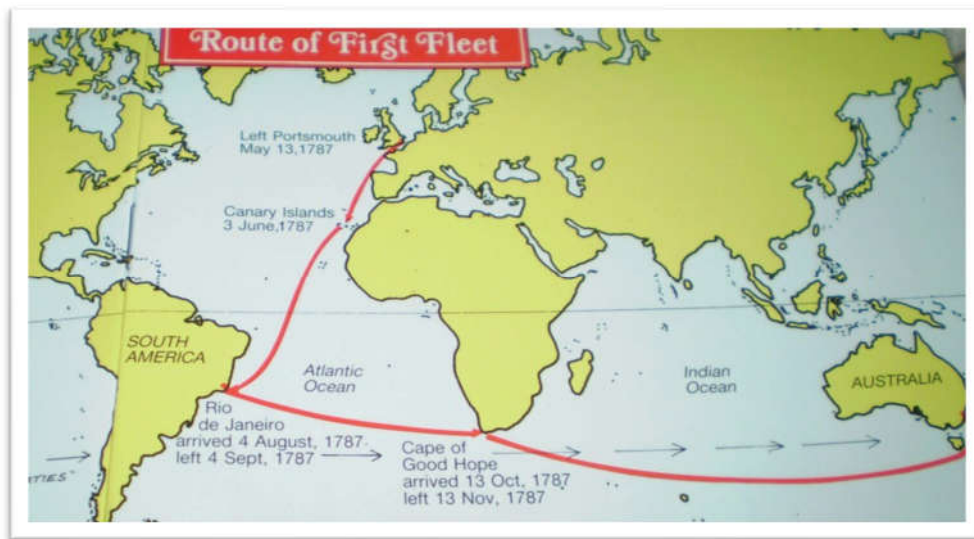 Route of First Fleet
Left Portsmouth
May 13,1787
Canary Islands
3 June,1787
SOUTH
AMERICA
Atlantic
Ocean
Indian
Ocean
AUSTRALIA
Rio
de Janeiro
arrived 4 August, 1787.
left 4 Sept, 1787
Cape of
Good Hope
arrived 13 Oct, 1787
left 13 Nov, 1787